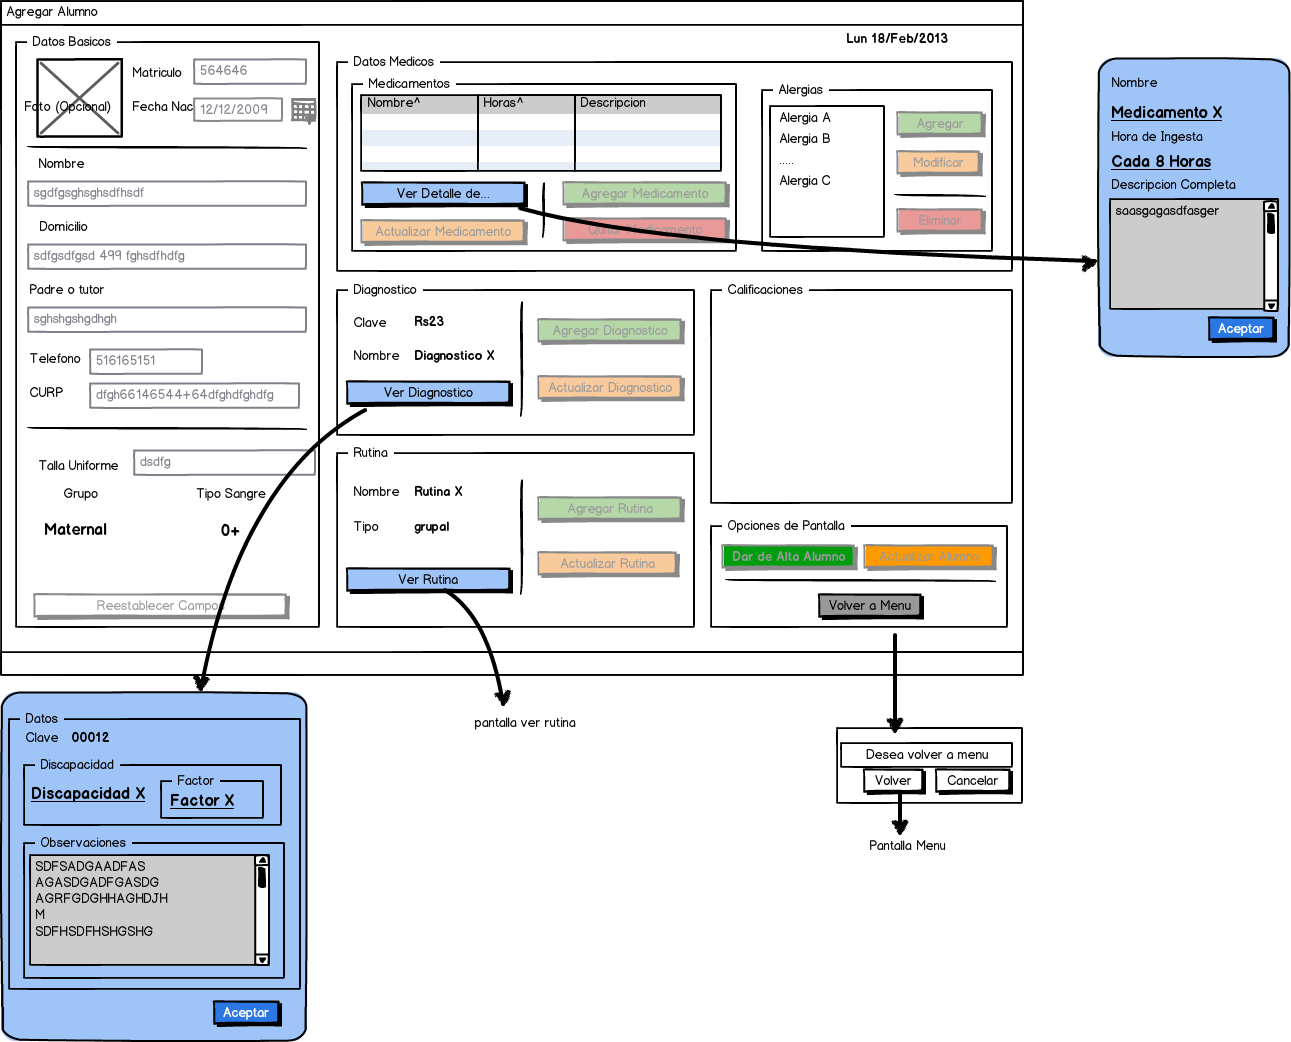 Agregar Alumno
Lun 18/Feb/2013
Datos Basicos
Foto (Opcional)
Matriculo 564646
Fecha Nac 12/12/2009
Nombre
sgdfgsghsghsdfhsdf
Domicilio
sdfgsdfgsd 499 fghsdfhdfg
Padre o tutor
sghshgshgdhgh
Telefono 516165151
CURP dfgh66146544+64dfghdfghdfg
Talla Uniforme dsdfg
Grupo Tipo Sangre
Maternal O+
Reestablecer Campos
Datos Medicos
Medicamentos
Nombre^ Horas^ Descripcion
Ver Detalle de... Agregar Medicamento
Actualizar Medicamento Quitar Medicamento
Alergias
Alergia A
Alergia B
.....
Alergia C
Agregar
Modificar
Eliminar
Diagnostico
Clave Rs23
Nombre Diagnostico X
Ver Diagnostico
Agregar Diagnostico
Actualizar Diagnostico
Calificaciones
Rutina
Nombre Rutina X
Tipo grupal
Ver Rutina
Agregar Rutina
Actualizar Rutina
Opciones de Pantalla
Dar de Alta Alumno Actualizar Alumno
Volver a Menu
Nombre
Medicamento X
Hora de Ingesta
Cada 8 Horas
Descripcion Completa
saasgagasdfasger
Aceptar
Datos
Clave 00012
Discapacidad
Discapacidad X
Factor
Factor X
Observaciones
SDFSADGAADFAS
AGASDGADFGASDG
AGRFGDGHHAGHDJH
M
SDFHSDFHSHGSHG
Aceptar
pantalla ver rutina
Desea volver a menu
Volver Cancelar
Pantalla Menu